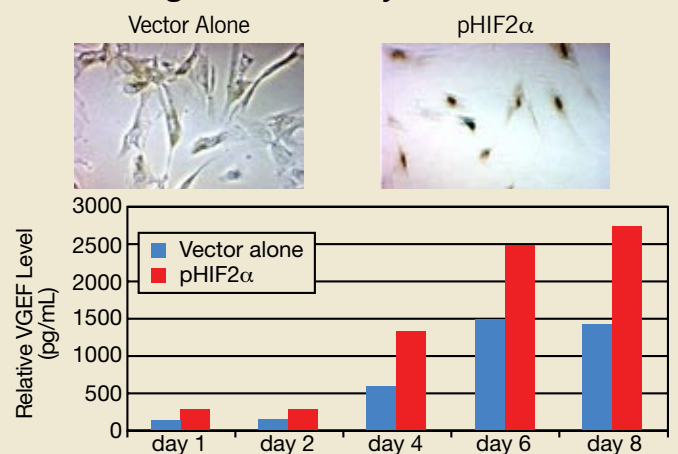 Vector Alone
pHIF2α
Relative VGEF Level
(pg/mL)
3000
2500
2000
1500
1000
500
0
Vector alone
pHIF2α
day 1
day 2
day 4
day 6
day 8